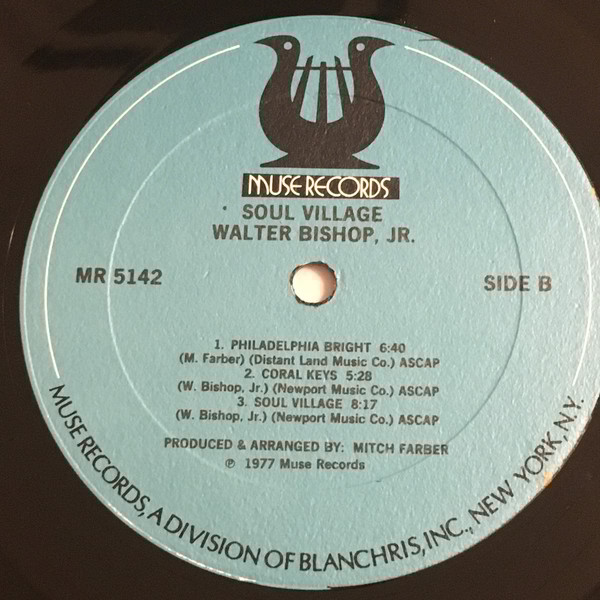 MUSE RECORDS
SOUL VILLAGE
WALTER BISHOP, JR.
MR 5142
SIDE B
1. PHILADELPHIA BRIGHT 6:40
(M. Farber) (Distant Land Music Co.) ASCAP
2. CORAL KEYS 5:28
(W. Bishop, Jr.) (Newport Music Co.) ASCAP
3. SOUL VILLAGE 8:17
(W. Bishop, Jr.) (Newport Music Co.) ASCAP
PRODUCED & ARRANGED BY: MITCH FARBER
℗ 1977 Muse Records
MUSE RECORDS, A DIVISION OF BLANCHRIS, INC., NEW YORK, N.Y.